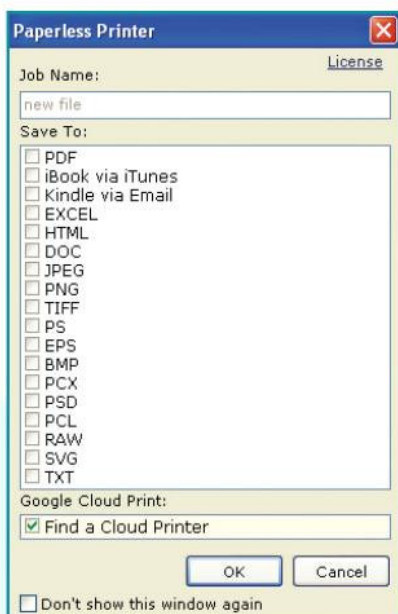 Paperless Printer
License
Job Name:
new file
Save To:
PDF
iBook via iTunes
Kindle via Email
EXCEL
HTML
DOC
JPEG
PNG
TIFF
PS
EPS
BMP
PCX
PSD
PCL
RAW
SVG
TXT
Google Cloud Print:
Find a Cloud Printer
OK Cancel
Don't show this window again